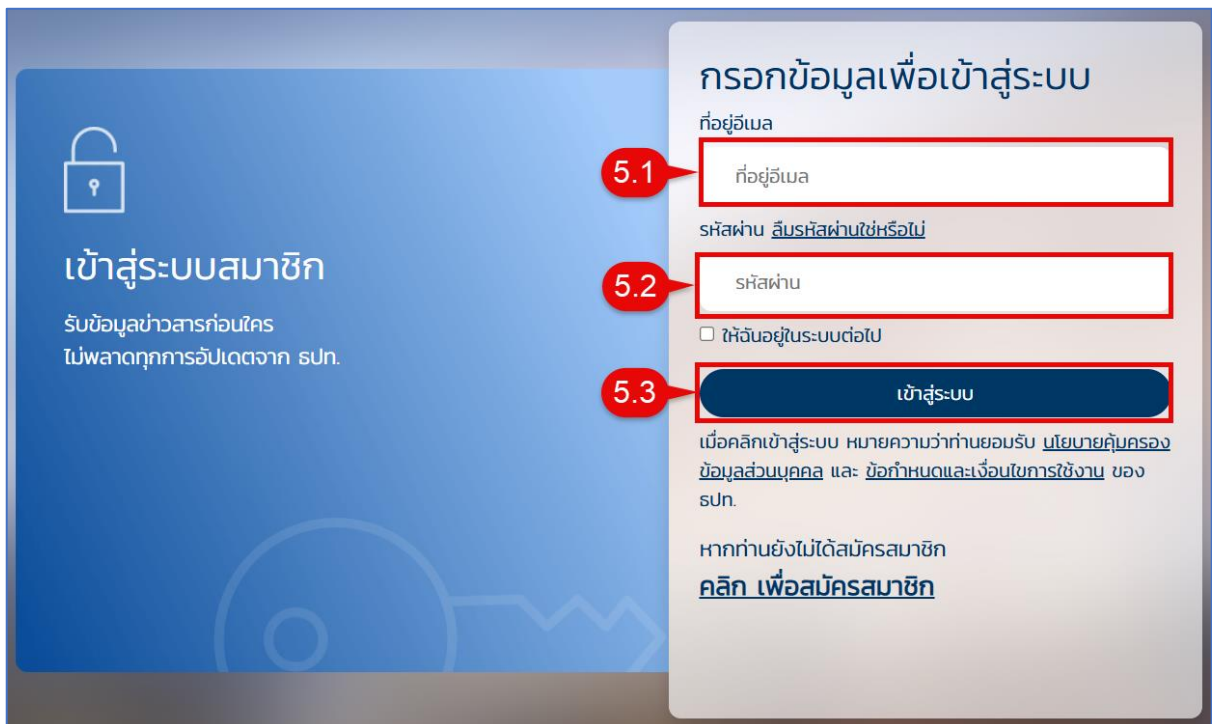 เข้าสู่ระบบสมาชิก
รับข้อมูลข่าวสารก่อนใคร
ไม่พลาดทุกการอัปเดตจาก ธปท.
กรอกข้อมูลเพื่อเข้าสู่ระบบ
ที่อยู่อีเมล
5.1
ที่อยู่อีเมล
รหัสผ่าน ลืมรหัสผ่านใช่หรือไม่
5.2
รหัสผ่าน
ให้ฉันอยู่ในระบบต่อไป
5.3
เข้าสู่ระบบ
เมื่อคลิกเข้าสู่ระบบ หมายความว่าท่านยอมรับ นโยบายคุ้มครอง
ข้อมูลส่วนบุคคล และ ข้อกำหนดและเงื่อนไขการใช้งาน ของ
ธปท.
หากท่านยังไม่ได้สมัครสมาชิก
คลิก เพื่อสมัครสมาชิก